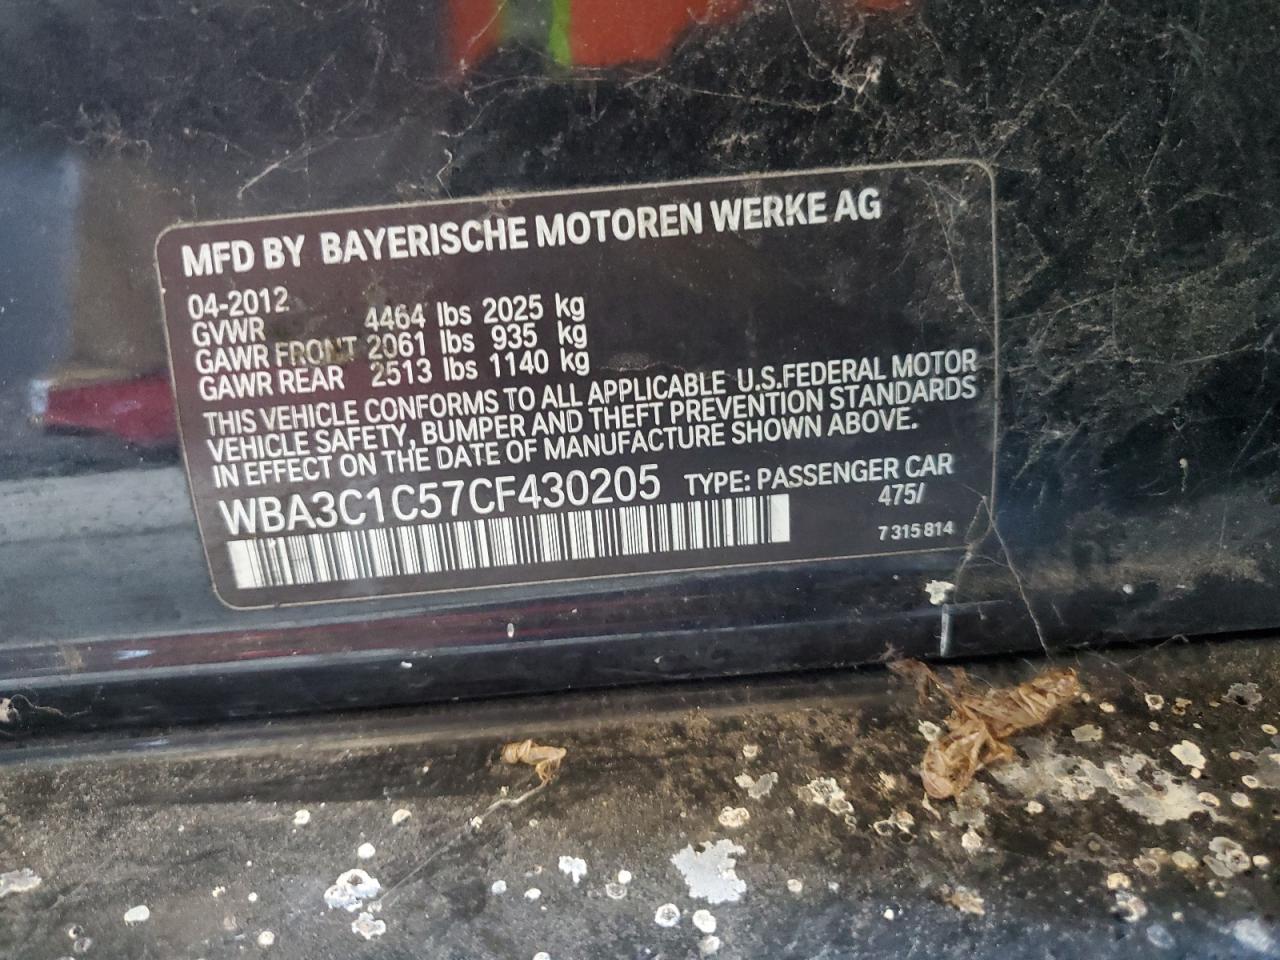 MFD BY BAYERISCHE MOTOREN WERKE AG
04-2012
GVWR 4464 lbs 2025 kg
GAWR FRONT 2061 lbs 935 kg
GAWR REAR 2513 lbs 1140 kg
THIS VEHICLE CONFORMS TO ALL APPLICABLE U.S.FEDERAL MOTOR
VEHICLE SAFETY, BUMPER AND THEFT PREVENTION STANDARDS
IN EFFECT ON THE DATE OF MANUFACTURE SHOWN ABOVE.
WBA3C1C57CF430205 TYPE: PASSENGER CAR
475/
7 315 814